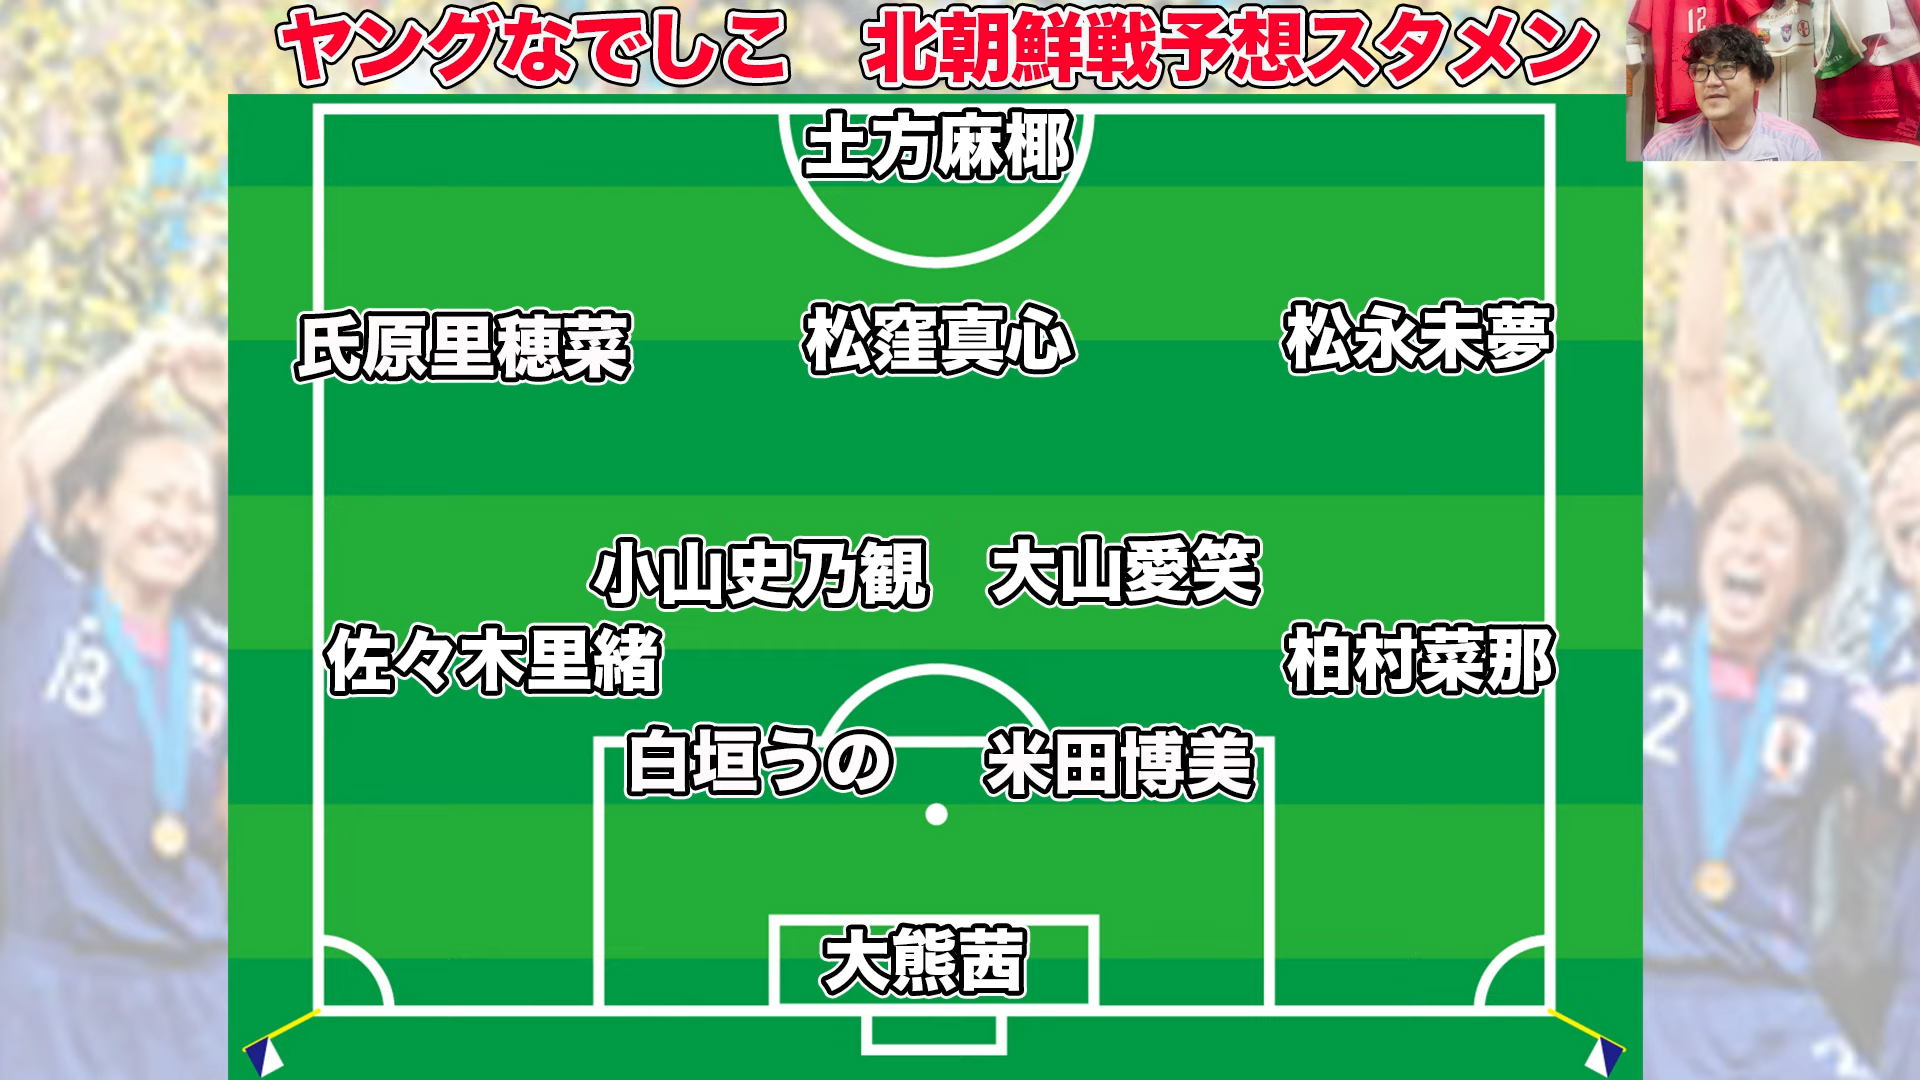 ヤングなでしこ　北朝鮮戦予想スタメン
12
土方麻椰
氏原里穂菜
松窪真心
松永未夢
小山史乃観
大山愛笑
佐々木里緒
柏村菜那
18
2
白垣うの
米田博美
大熊茜